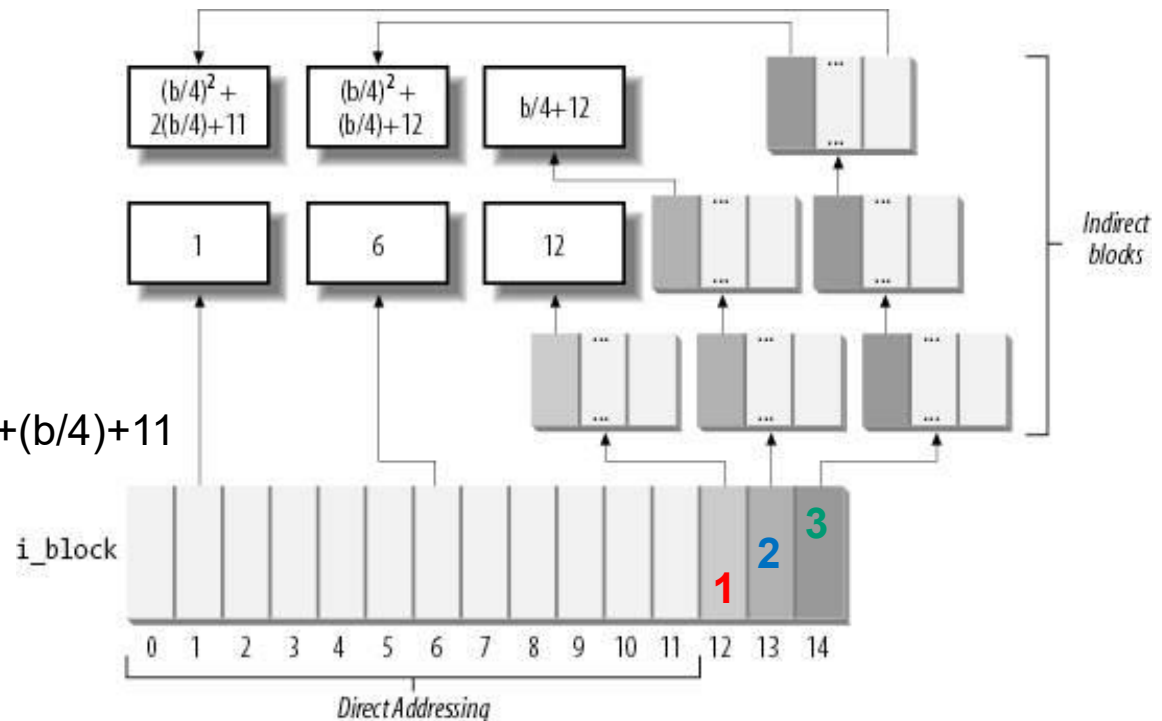 (b/4)² +
2(b/4)+11
(b/4)² +
(b/4)+12
b/4+12
...
...
1
6
12
...
...
...
...
Indirect
blocks
...
...
...
...
...
...
+(b/4)+11
i_block
1
2
3
0 1 2 3 4 5 6 7 8 9 10 11 12 13 14
Direct Addressing